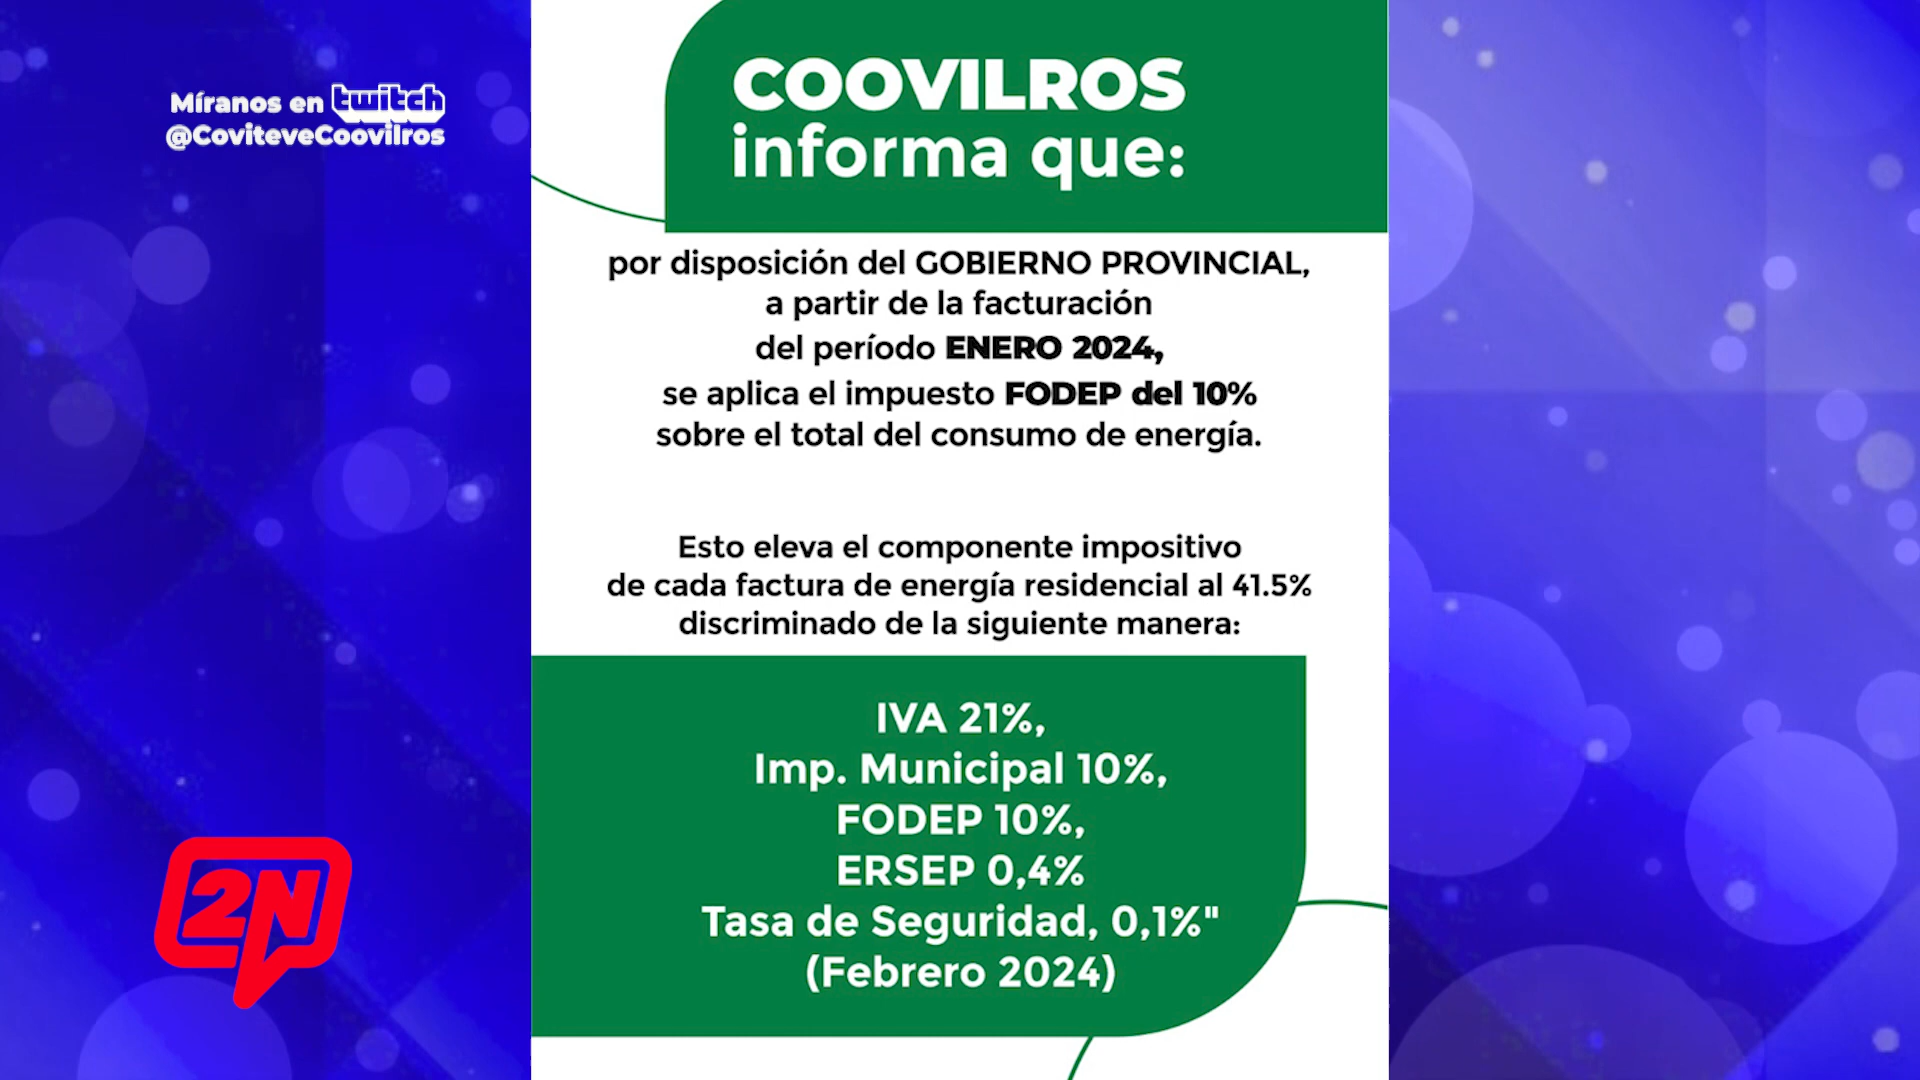 Míranos en twitch
@CoviteveCoovilros
COOVILROS
informa que:
por disposición del GOBIERNO PROVINCIAL,
a partir de la facturación
del período ENERO 2024,
se aplica el impuesto FODEP del 10%
sobre el total del consumo de energía.
Esto eleva el componente impositivo
de cada factura de energía residencial al 41.5%
discriminado de la siguiente manera:
IVA 21%,
Imp. Municipal 10%,
FODEP 10%,
ERSEP 0,4%
Tasa de Seguridad, 0,1%"
(Febrero 2024)
2N